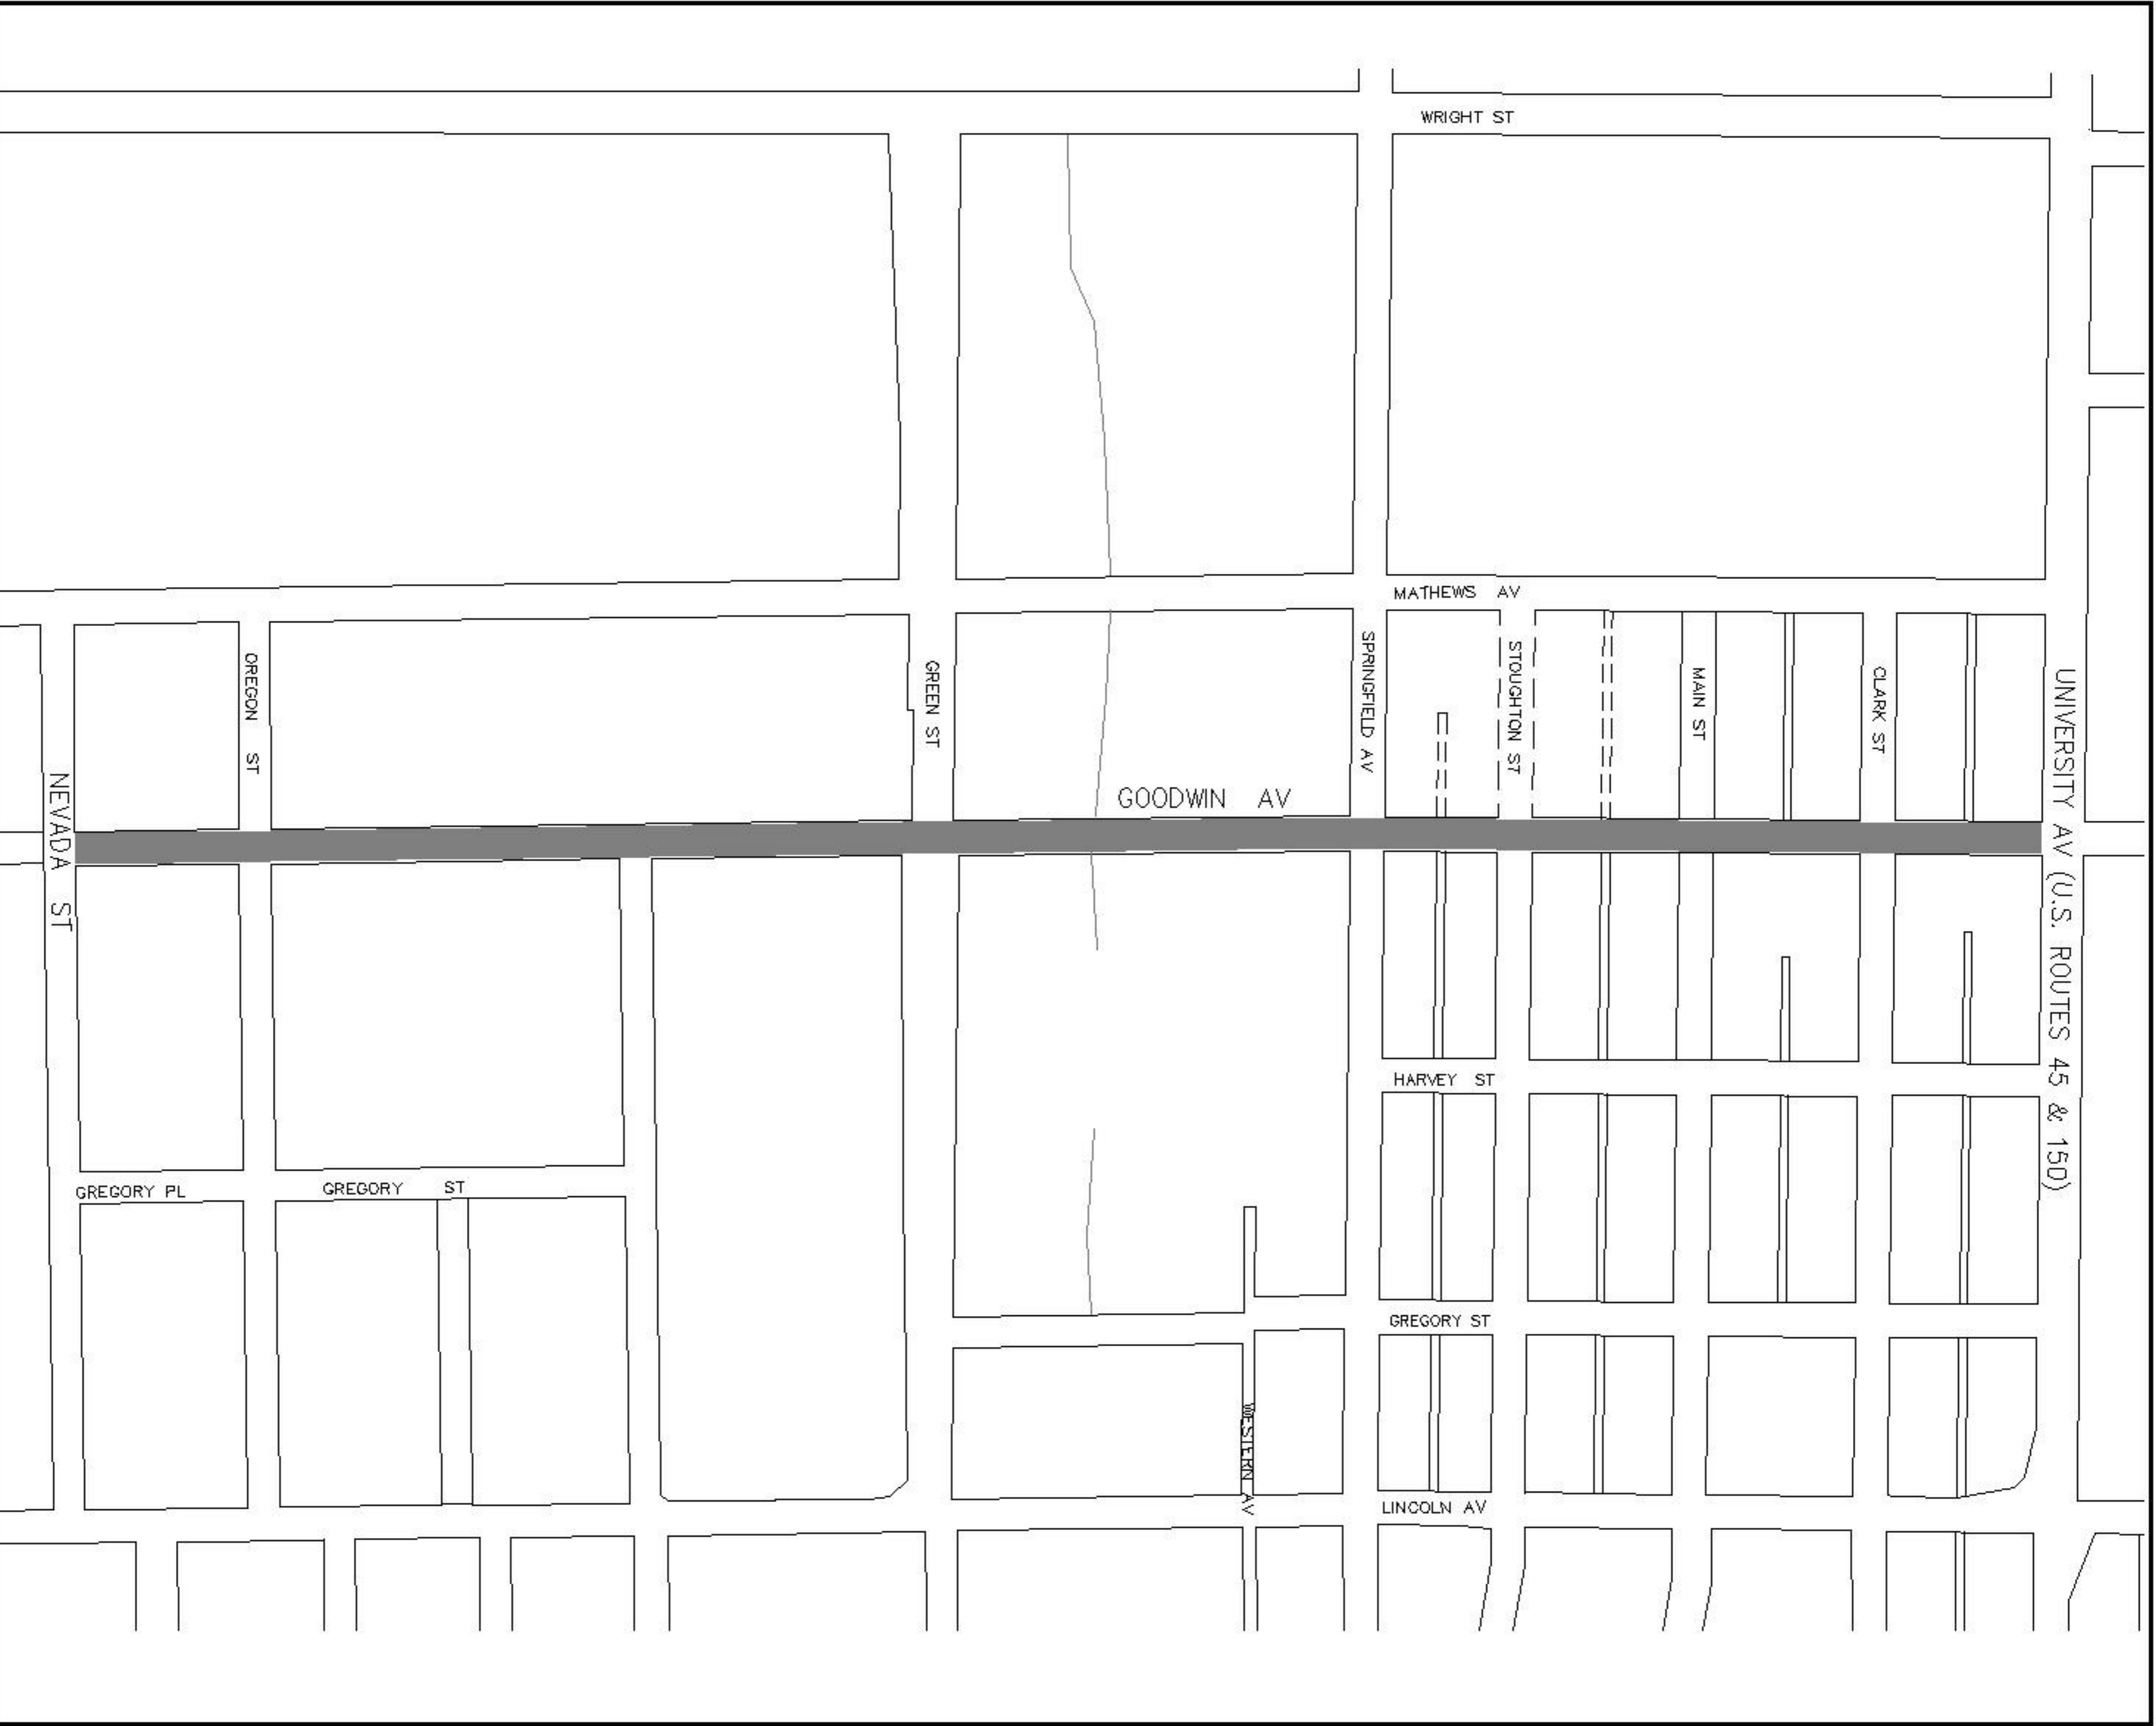 WRIGHT ST
MATHEWS AV
OREGON ST
GREEN ST
SPRINGFIELD AV
STOUGHTON ST
MAIN ST
CLARK ST
UNIVERSITY AV (U.S. ROUTES 45 & 150)
NEVADA ST
GOODWIN AV
HARVEY ST
GREGORY PL
GREGORY ST
GREGORY ST
WESTERN AV
LINCOLN AV